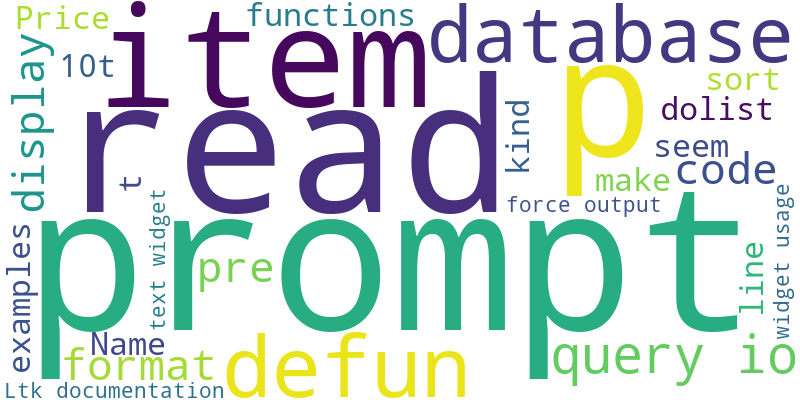 Price
functions
item
database
10t
p
sort
display
read
dolist
kind
seem
code
t
make
force output
prompt
text widget
widget usage
examples
pre
line
Name
format
defun
query io
Ltk documentation